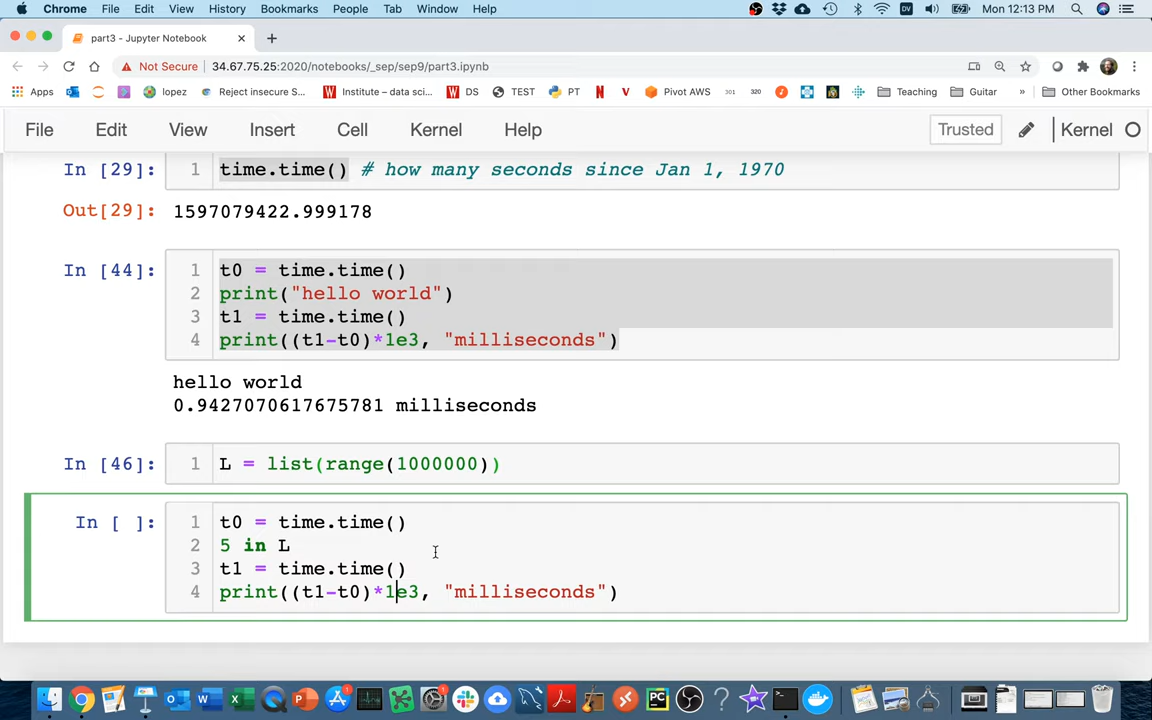 Chrome File Edit View History Bookmarks People Tab Window Help DV Mon 12:13 PM
part3 - Jupyter Notebook
Not Secure 34.67.75.25:2020/notebooks/_sep/sep9/part3.ipynb
Apps lopez Reject insecure S... Institute – data sci... DS TEST PT Pivot AWS 301 320 Teaching Guitar » Other Bookmarks
File Edit View Insert Cell Kernel Help Trusted Kernel
In [29]: 1 time.time() # how many seconds since Jan 1, 1970
Out[29]: 1597079422.999178
In [44]: 1 t0 = time.time()
2 print("hello world")
3 t1 = time.time()
4 print((t1-t0)*1e3, "milliseconds")
hello world
0.9427070617675781 milliseconds
In [46]: 1 L = list(range(1000000))
In [ ]: 1 t0 = time.time()
2 5 in L
3 t1 = time.time()
4 print((t1-t0)*1e3, "milliseconds")